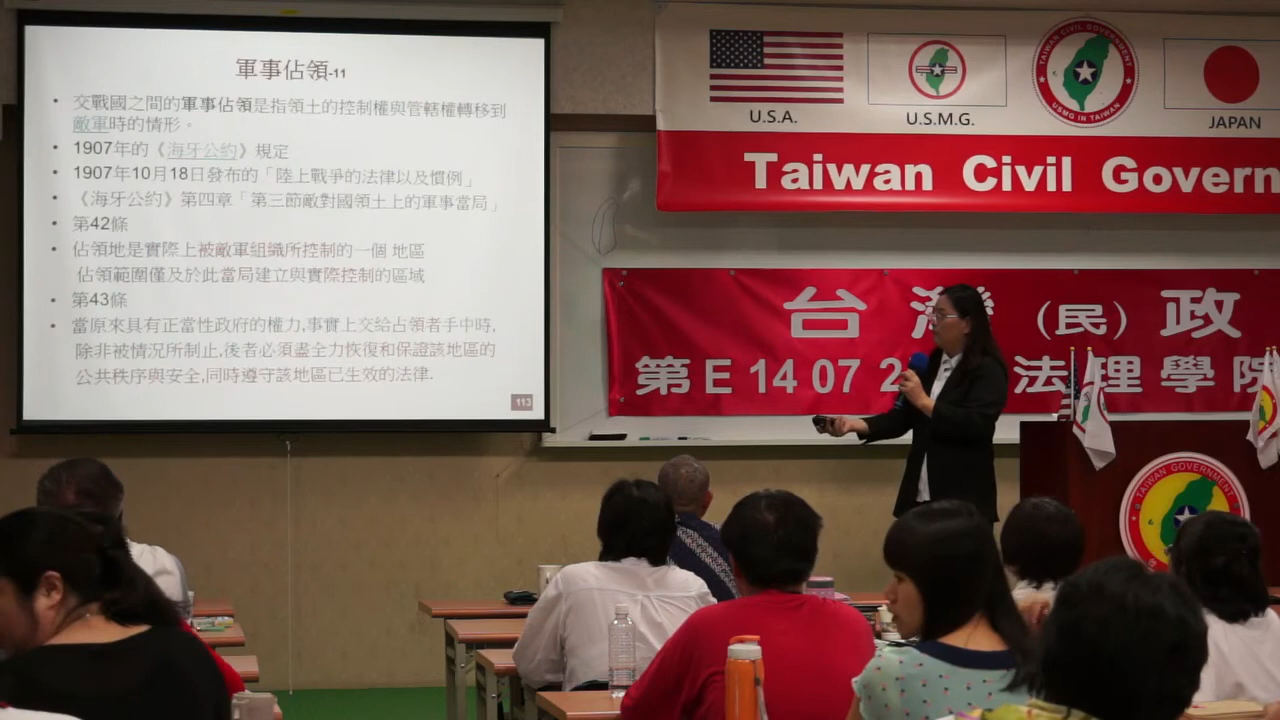 軍事佔領-11
• 交戰國之間的軍事佔領是指領土的控制權與管轄權轉移到
敵軍時的情形。
• 1907年的《海牙公約》規定
• 1907年10月18日發布的「陸上戰爭的法律以及慣例」
• 《海牙公約》第四章「第三節敵對國領土上的軍事當局」
• 第42條
• 佔領地是實際上被敵軍組織所控制的一個 地區
佔領範圍僅及於此當局建立與實際控制的區域
• 第43條
• 當原來具有正當性政府的權力,事實上交給占領者手中時,
除非被情況所制止,後者必須盡全力恢復和保證該地區的
公共秩序與安全,同時遵守該地區已生效的法律.
113
U.S.A.
U.S.M.G.
TAIWAN CIVIL GOVERNMENT
USMG IN TAIWAN
JAPAN
Taiwan Civil Govern
台灣(民)政
第E 14 07 2 法理學院
TAIWAN GOVERNMENT